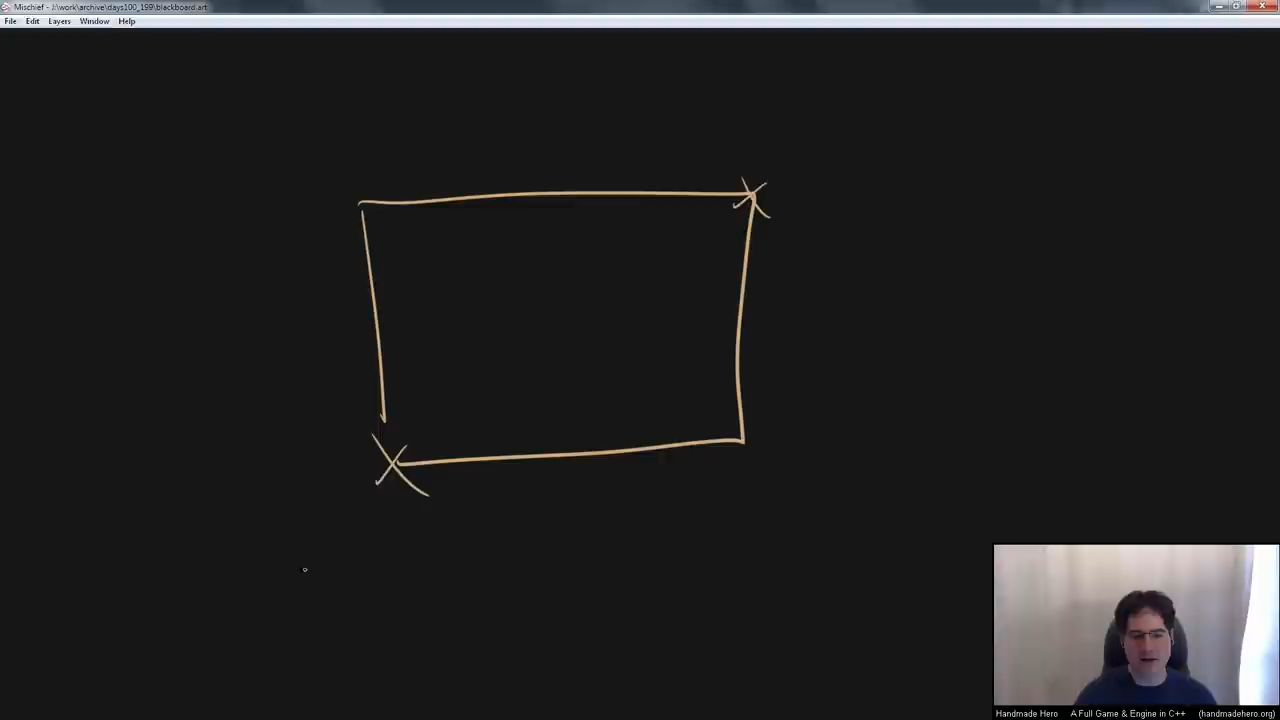 Mischief - J:\work\archive\days100_199\blackboard.art
File Edit Layers Window Help
Handmade Hero A Full Game & Engine in C++ (handmadehero.org)